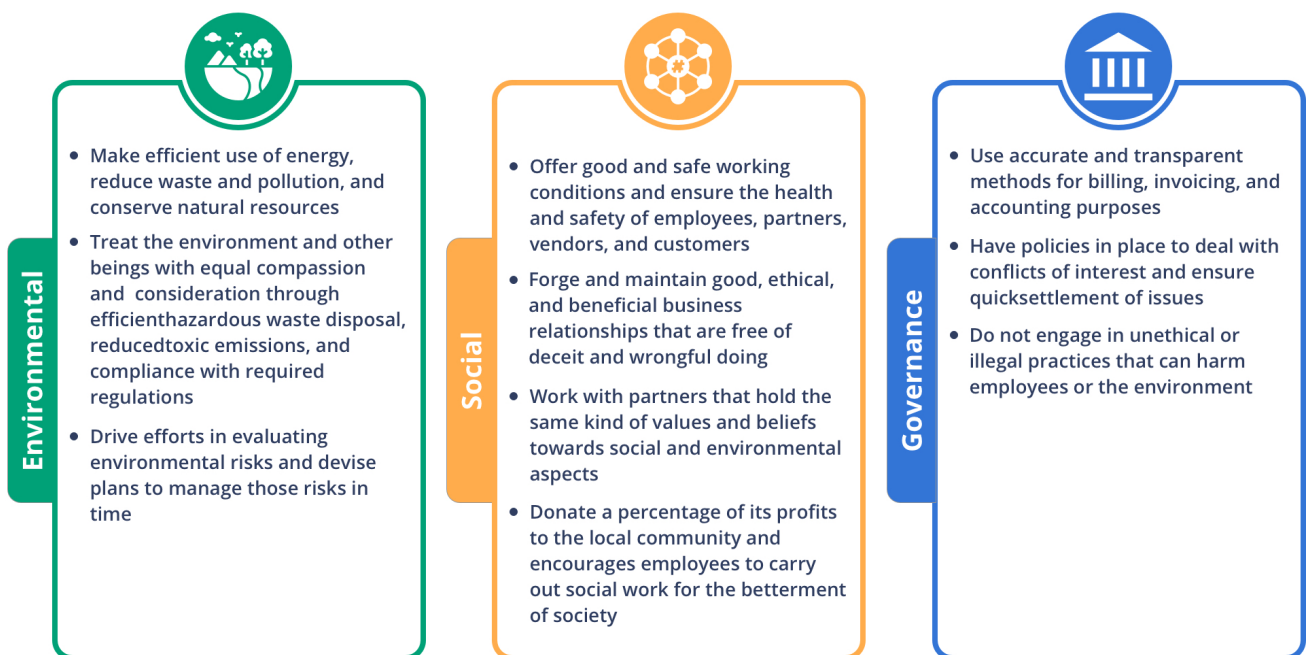 Environmental
Make efficient use of energy,
reduce waste and pollution, and
conserve natural resources
Treat the environment and other
beings with equal compassion
and  consideration through
efficienthazardous waste disposal,
reducedtoxic emissions, and
compliance with required
regulations
Drive efforts in evaluating
environmental risks and devise
plans to manage those risks in
time
Social
#
Offer good and safe working
conditions and ensure the health
and safety of employees, partners,
vendors, and customers
Forge and maintain good, ethical,
and beneficial business
relationships that are free of
deceit and wrongful doing
Work with partners that hold the
same kind of values and beliefs
towards social and environmental
aspects
Donate a percentage of its profits
to the local community and
encourages employees to carry
out social work for the betterment
of society
Governance
Use accurate and transparent
methods for billing, invoicing, and
accounting purposes
Have policies in place to deal with
conflicts of interest and ensure
quicksettlement of issues
Do not engage in unethical or
illegal practices that can harm
employees or the environment